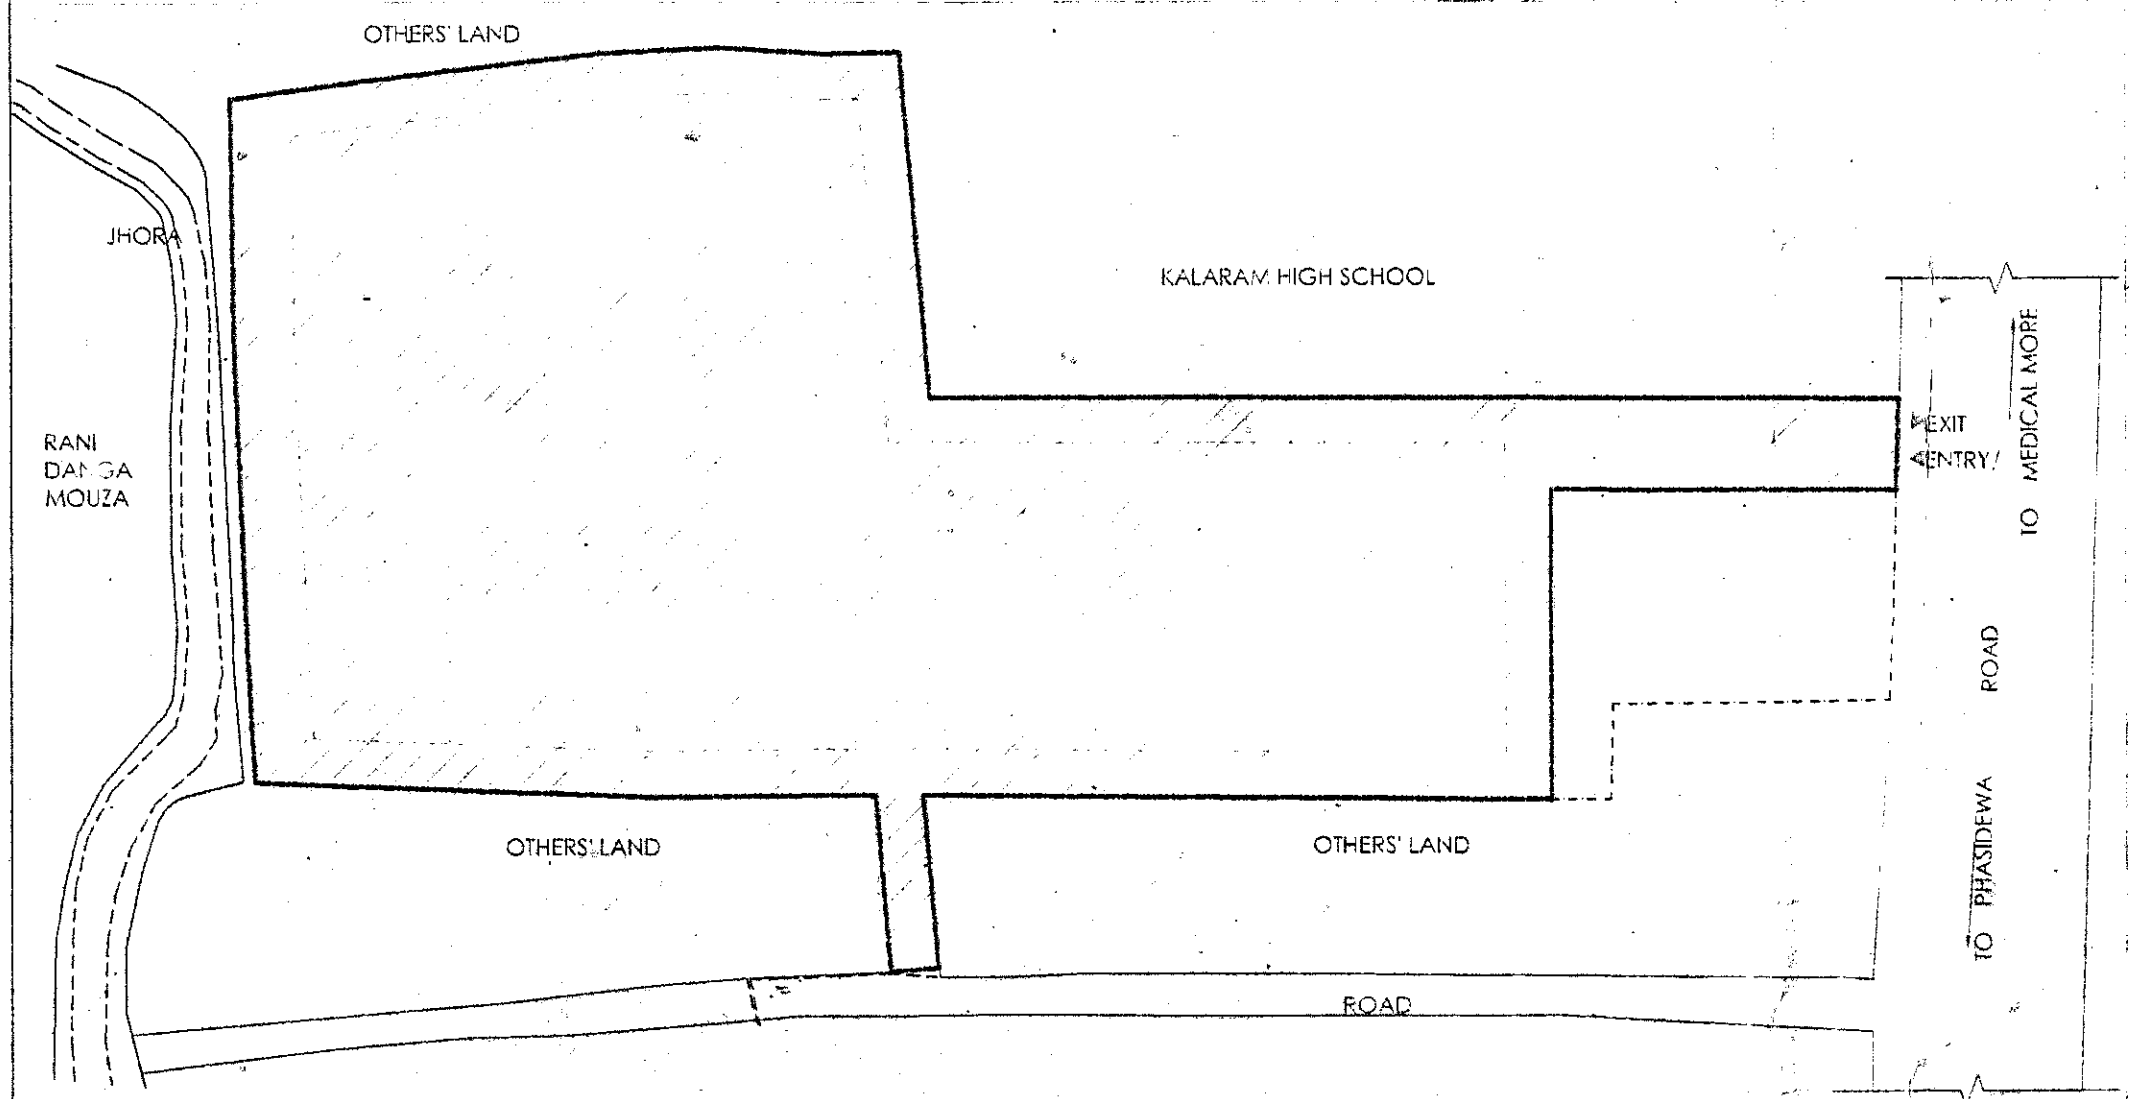 OTHERS' LAND
JHORA
KALARAM HIGH SCHOOL
TO MEDICAL MORE
EXIT
ENTRY/
RANI
DANGA
MOUZA
ROAD
OTHERS' LAND
OTHERS' LAND
TO PHASIDEWA
ROAD